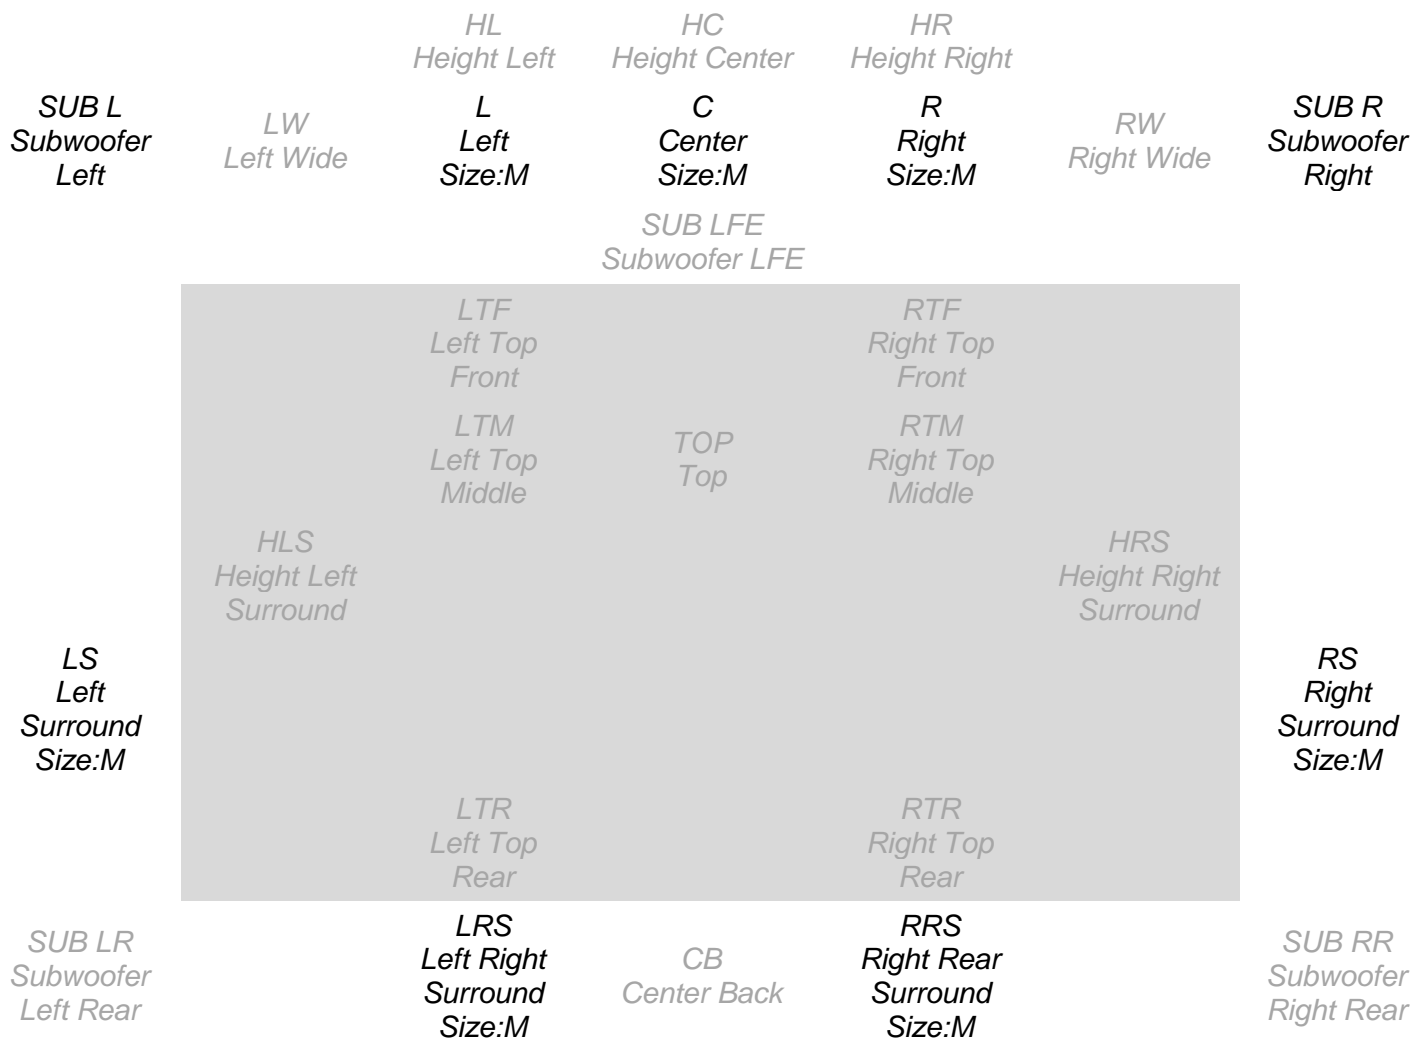 HL
Height Left
HC
Height Center
HR
Height Right
SUB L
Subwoofer
Left
LW
Left Wide
L
Left
Size:M
C
Center
Size:M
R
Right
Size:M
RW
Right Wide
SUB R
Subwoofer
Right
SUB LFE
Subwoofer LFE
LTF
Left Top
Front
RTF
Right Top
Front
LTM
Left Top
Middle
TOP
Top
RTM
Right Top
Middle
HLS
Height Left
Surround
HRS
Height Right
Surround
LS
Left
Surround
Size:M
RS
Right
Surround
Size:M
LTR
Left Top
Rear
RTR
Right Top
Rear
SUB LR
Subwoofer
Left Rear
LRS
Left Right
Surround
Size:M
CB
Center Back
RRS
Right Rear
Surround
Size:M
SUB RR
Subwoofer
Right Rear